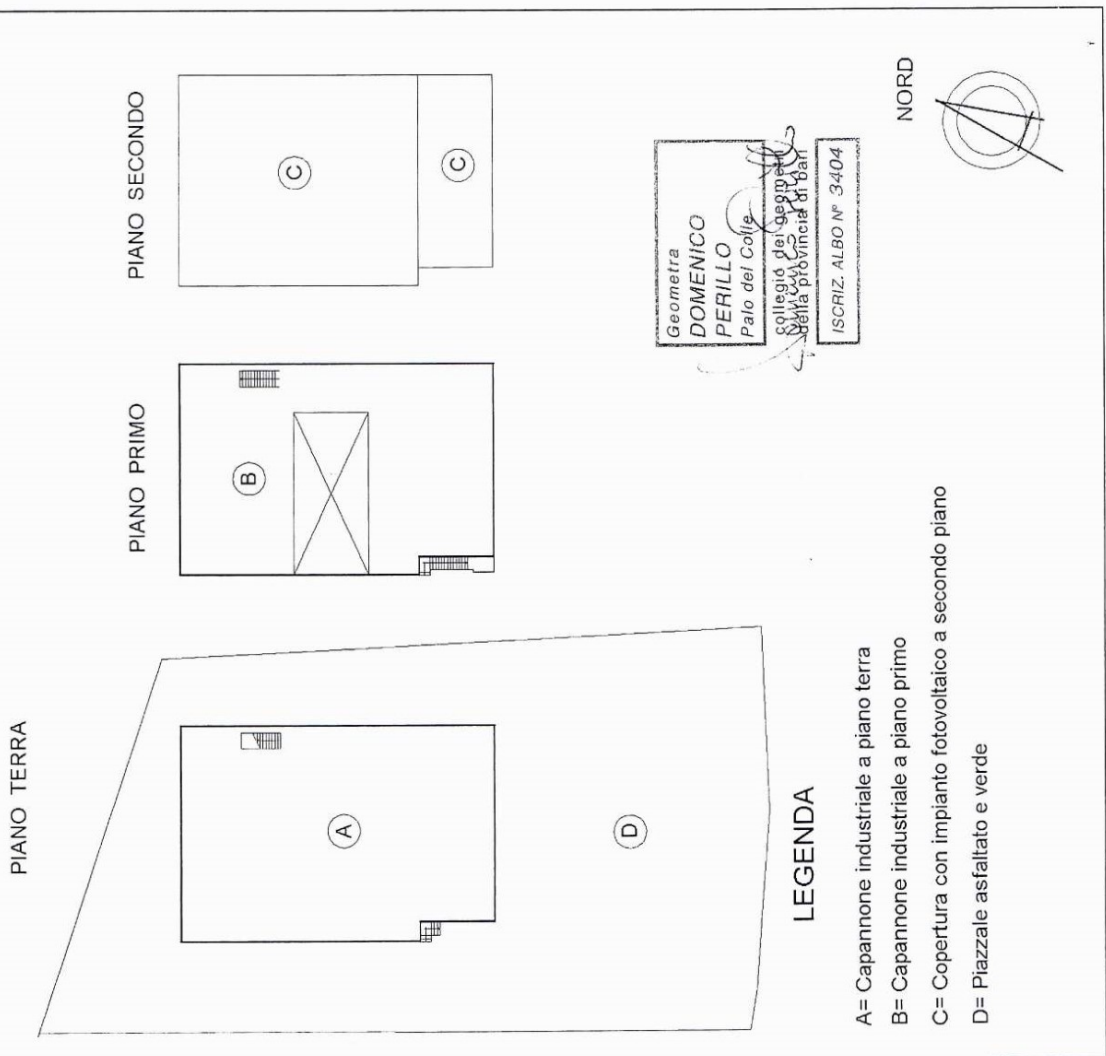 PIANO TERRA
PIANO PRIMO
PIANO SECONDO
A
B
C
C
D
LEGENDA
A= Capannone industriale a piano terra
B= Capannone industriale a piano primo
C= Copertura con impianto fotovoltaico a secondo piano
D= Piazzale asfaltato e verde
Geometra
DOMENICO
PERILLO
Palo del Colle
collegio dei geometri
della provincia di bari
ISCRIZ. ALBO N° 3404
NORD